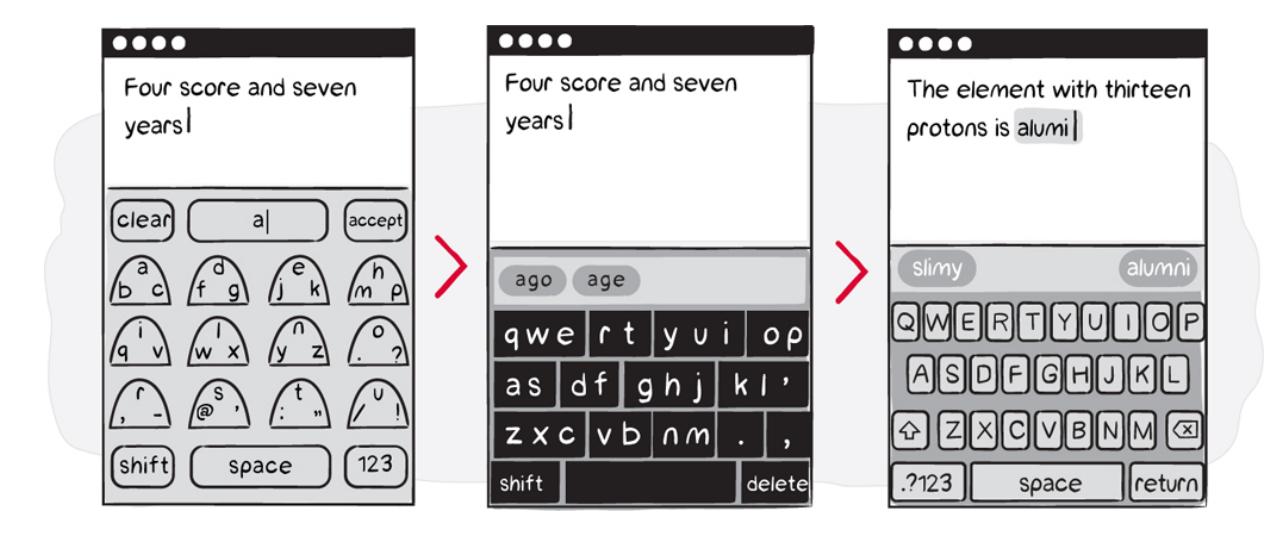 Four score and seven
years
clear a accept
a d e h
b c f g j k m p
i l n o
q v w x y z . ?
r s t u
, - @ ' : " / !
shift space 123
Four score and seven
years
ago age
qwe rt yui op
as df ghj kl'
zxc vb nm . ,
shift delete
The element with thirteen
protons is alumi
slimy alumni
Q W E R T Y U I O P
A S D F G H J K L
Z X C V B N M
.?123 space return